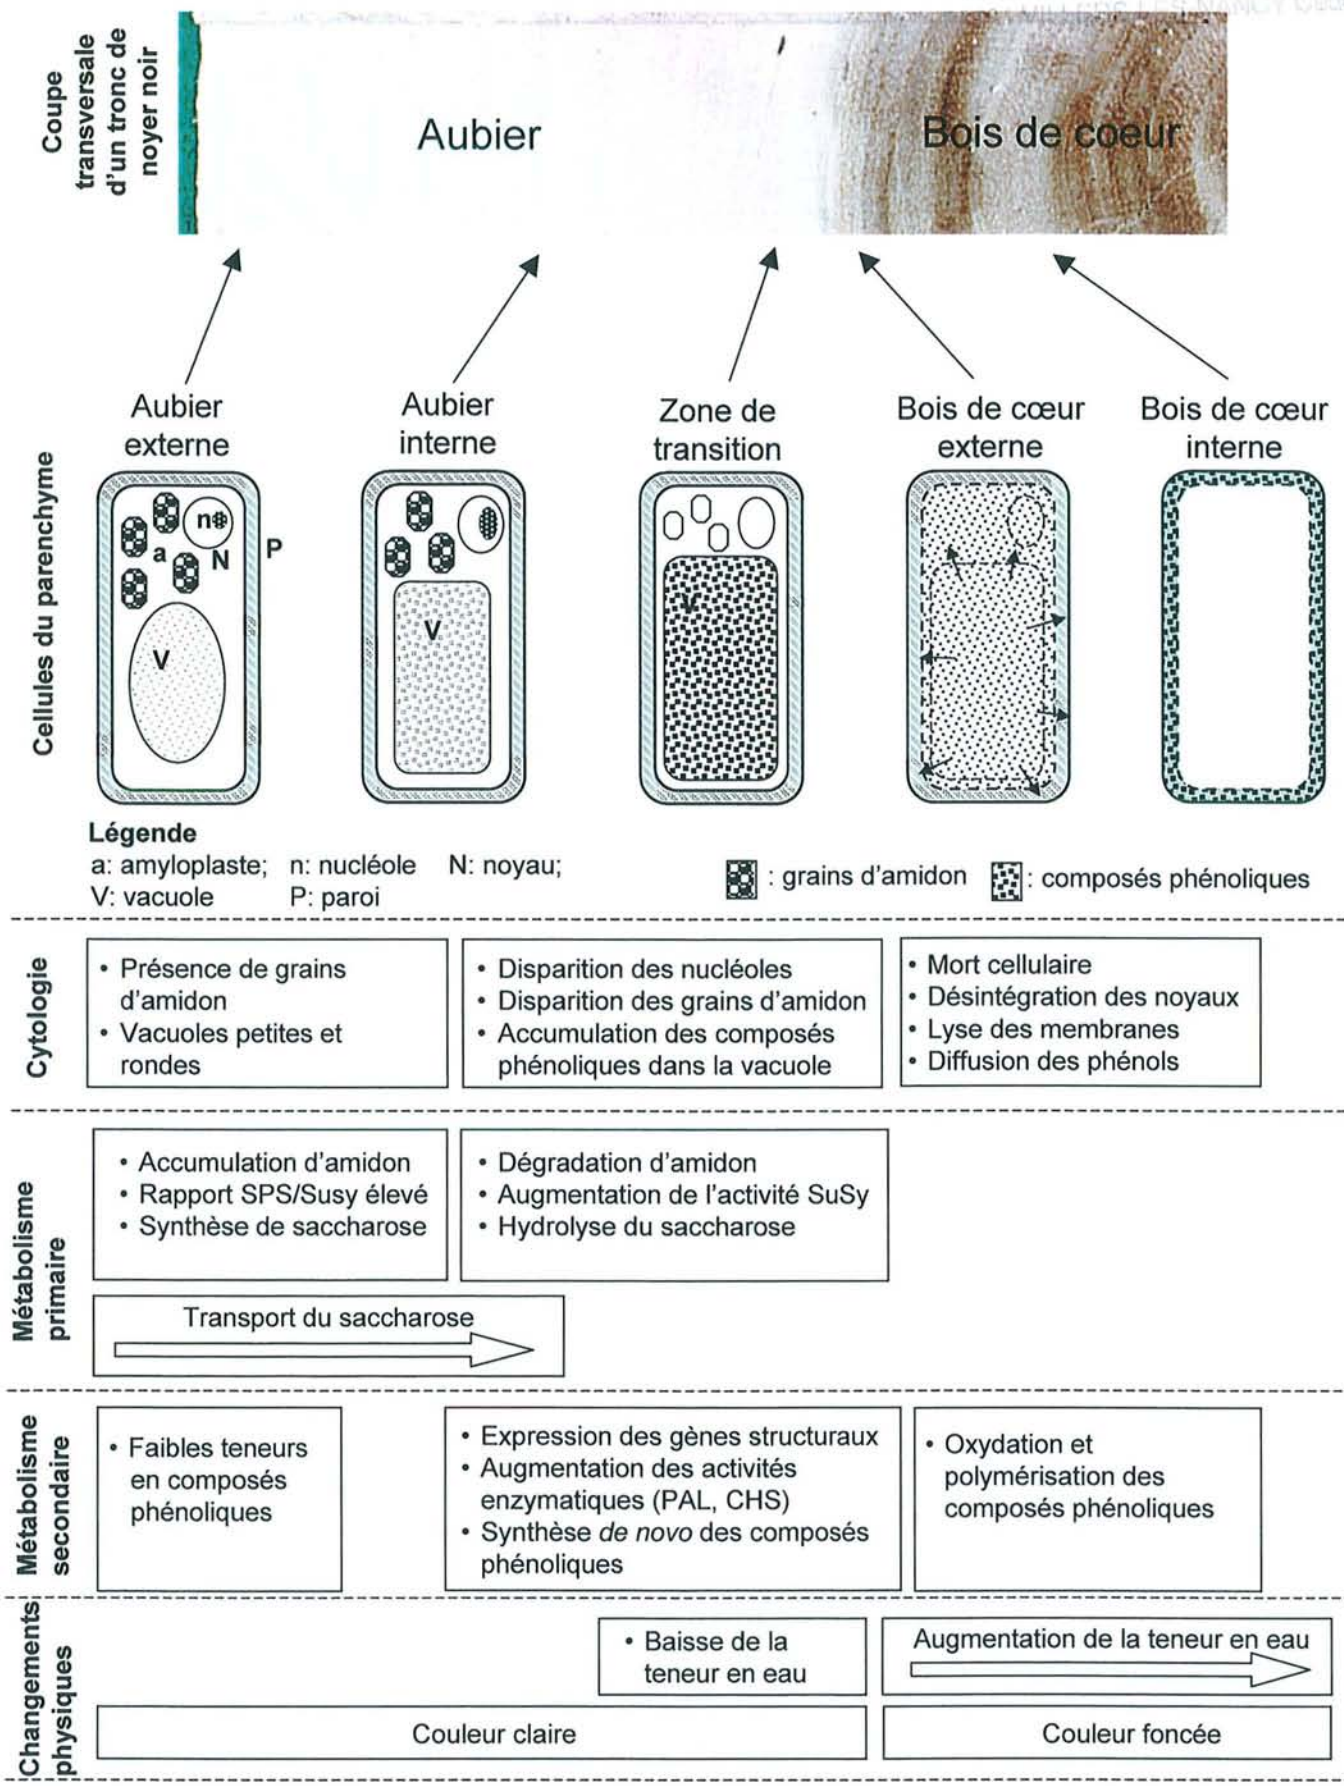 Coupe
transversale
d'un tronc de
noyer noir
Aubier
Bois de coeur
Aubier
externe
Aubier
interne
Zone de
transition
Bois de cœur
externe
Bois de cœur
interne
Cellules du parenchyme
n
a
N
P
V
V
V
Légende
a: amyloplaste; n: nucléole N: noyau;
V: vacuole P: paroi
: grains d'amidon
: composés phénoliques
Cytologie
• Présence de grains
d'amidon
• Vacuoles petites et
rondes
• Disparition des nucléoles
• Disparition des grains d'amidon
• Accumulation des composés
phénoliques dans la vacuole
• Mort cellulaire
• Désintégration des noyaux
• Lyse des membranes
• Diffusion des phénols
Métabolisme
primaire
• Accumulation d'amidon
• Rapport SPS/Susy élevé
• Synthèse de saccharose
• Dégradation d'amidon
• Augmentation de l'activité SuSy
• Hydrolyse du saccharose
Transport du saccharose
Métabolisme
secondaire
• Faibles teneurs
en composés
phénoliques
• Expression des gènes structuraux
• Augmentation des activités
enzymatiques (PAL, CHS)
• Synthèse de novo des composés
phénoliques
• Oxydation et
polymérisation des
composés phénoliques
Changements
physiques
• Baisse de la
teneur en eau
Augmentation de la teneur en eau
Couleur claire
Couleur foncée